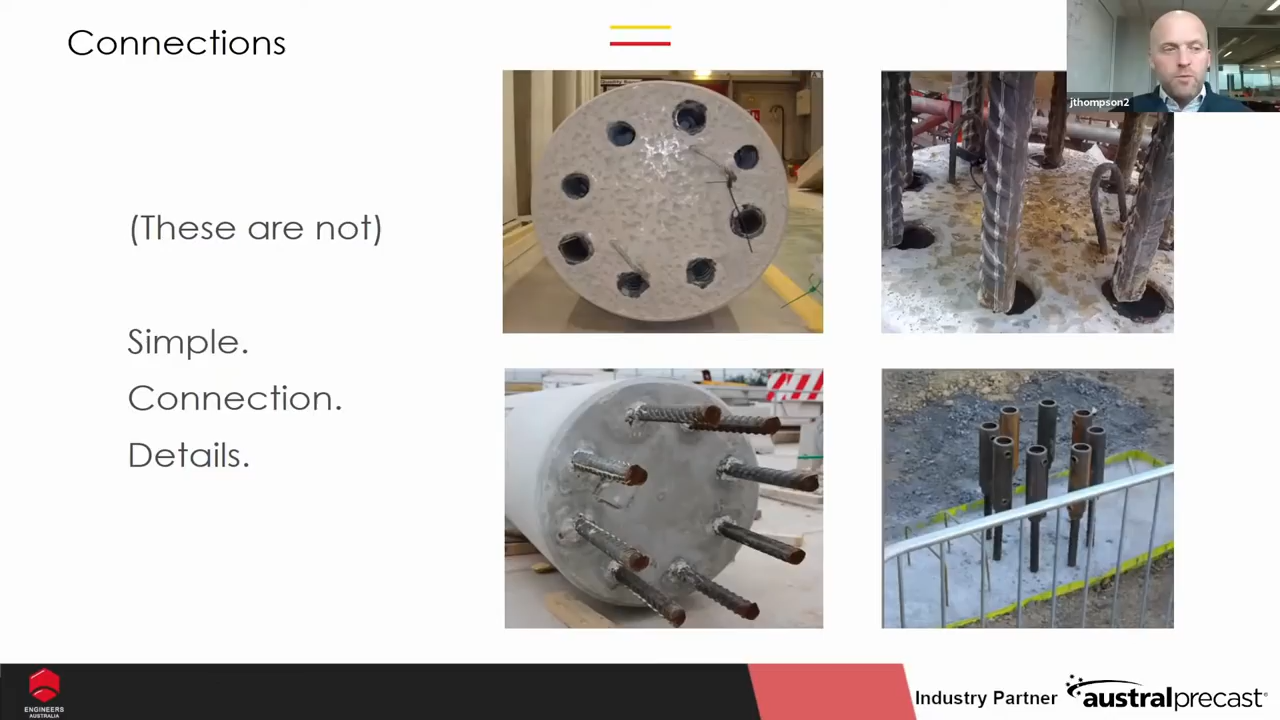 Connections
jthompson2
(These are not)
Simple.
Connection.
Details.
ENGINEERS
AUSTRALIA
Industry Partner
australprecast